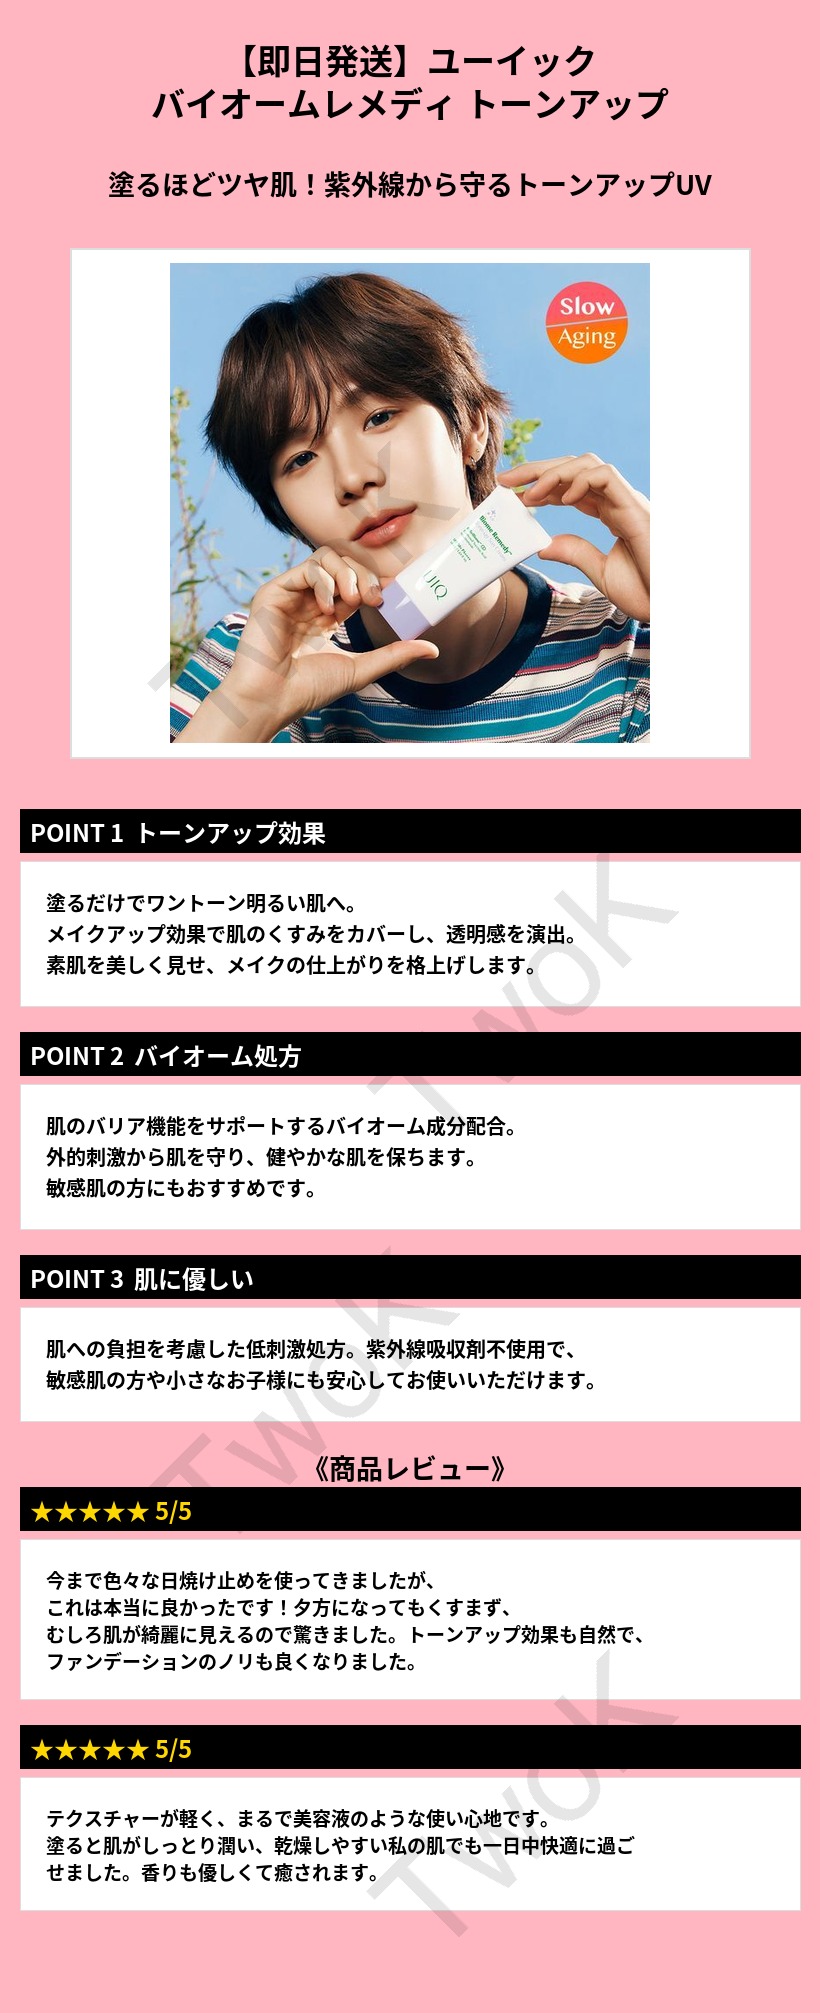 【即日発送】ユーイック
バイオームレメディ トーンアップ
塗るほどツヤ肌！紫外線から守るトーンアップUV
Slow
Aging
Biome Remedy™
UIQ
TwoK
POINT 1 トーンアップ効果
塗るだけでワントーン明るい肌へ。
メイクアップ効果で肌のくすみをカバーし、透明感を演出。
素肌を美しく見せ、メイクの仕上がりを格上げします。
TwoK
POINT 2 バイオーム処方
肌のバリア機能をサポートするバイオーム成分配合。
外的刺激から肌を守り、健やかな肌を保ちます。
敏感肌の方にもおすすめです。
POINT 3 肌に優しい
肌への負担を考慮した低刺激処方。紫外線吸収剤不使用で、
敏感肌の方や小さなお子様にも安心してお使いいただけます。
TwoK
《商品レビュー》
★★★★★ 5/5
今まで色々な日焼け止めを使ってきましたが、
これは本当に良かったです！夕方になってもくすまず、
むしろ肌が綺麗に見えるので驚きました。トーンアップ効果も自然で、
ファンデーションのノリも良くなりました。
★★★★★ 5/5
テクスチャーが軽く、まるで美容液のような使い心地です。
塗ると肌がしっとり潤い、乾燥しやすい私の肌でも一日中快適に過ご
せました。香りも優しくて癒されます。
TwoK